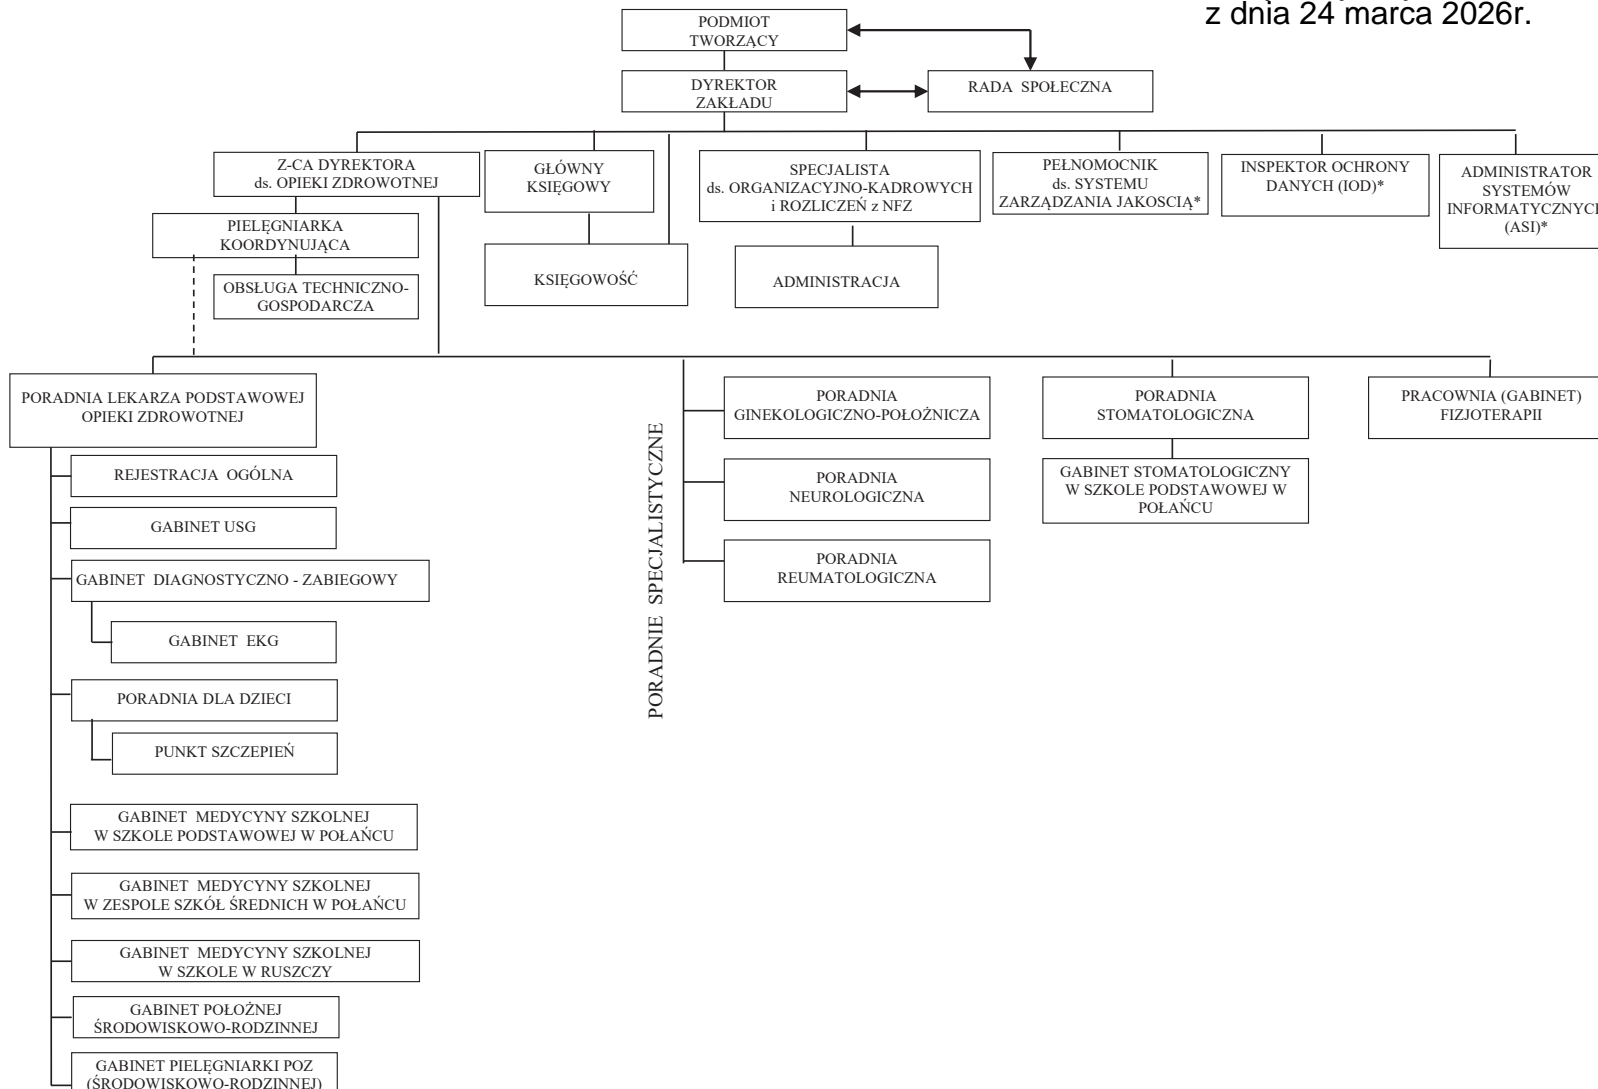 z dnia 24 marca 2026r.
PODMIOT
TWORZĄCY
DYREKTOR
ZAKŁADU
RADA SPOŁECZNA
Z-CA DYREKTORA
ds. OPIEKI ZDROWOTNEJ
GŁÓWNY
KSIĘGOWY
SPECJALISTA
ds. ORGANIZACYJNO-KADROWYCH
i ROZLICZEŃ z NFZ
PEŁNOMOCNIK
ds. SYSTEMU
ZARZĄDZANIA JAKOSCIĄ*
INSPEKTOR OCHRONY
DANYCH (IOD)*
ADMINISTRATOR
SYSTEMÓW
INFORMATYCZNYCH
(ASI)*
PIELĘGNIARKA
KOORDYNUJĄCA
OBSŁUGA TECHNICZNO-
GOSPODARCZA
KSIĘGOWOŚĆ
ADMINISTRACJA
PORADNIA LEKARZA PODSTAWOWEJ
OPIEKI ZDROWOTNEJ
REJESTRACJA OGÓLNA
GABINET USG
GABINET DIAGNOSTYCZNO - ZABIEGOWY
GABINET EKG
PORADNIA DLA DZIECI
PUNKT SZCZEPIEŃ
GABINET MEDYCYNY SZKOLNEJ
W SZKOLE PODSTAWOWEJ W POŁAŃCU
GABINET MEDYCYNY SZKOLNEJ
W ZESPOLE SZKÓŁ ŚREDNICH W POŁAŃCU
GABINET MEDYCYNY SZKOLNEJ
W SZKOLE W RUSZCZY
GABINET POŁOŻNEJ
ŚRODOWISKOWO-RODZINNEJ
GABINET PIELĘGNIARKI POZ
(ŚRODOWISKOWO-RODZINNEJ)
PORADNIE SPECJALISTYCZNE
PORADNIA
GINEKOLOGICZNO-POŁOŻNICZA
PORADNIA
NEUROLOGICZNA
PORADNIA
REUMATOLOGICZNA
PORADNIA
STOMATOLOGICZNA
GABINET STOMATOLOGICZNY
W SZKOLE PODSTAWOWEJ W
POŁAŃCU
PRACOWNIA (GABINET)
FIZJOTERAPII